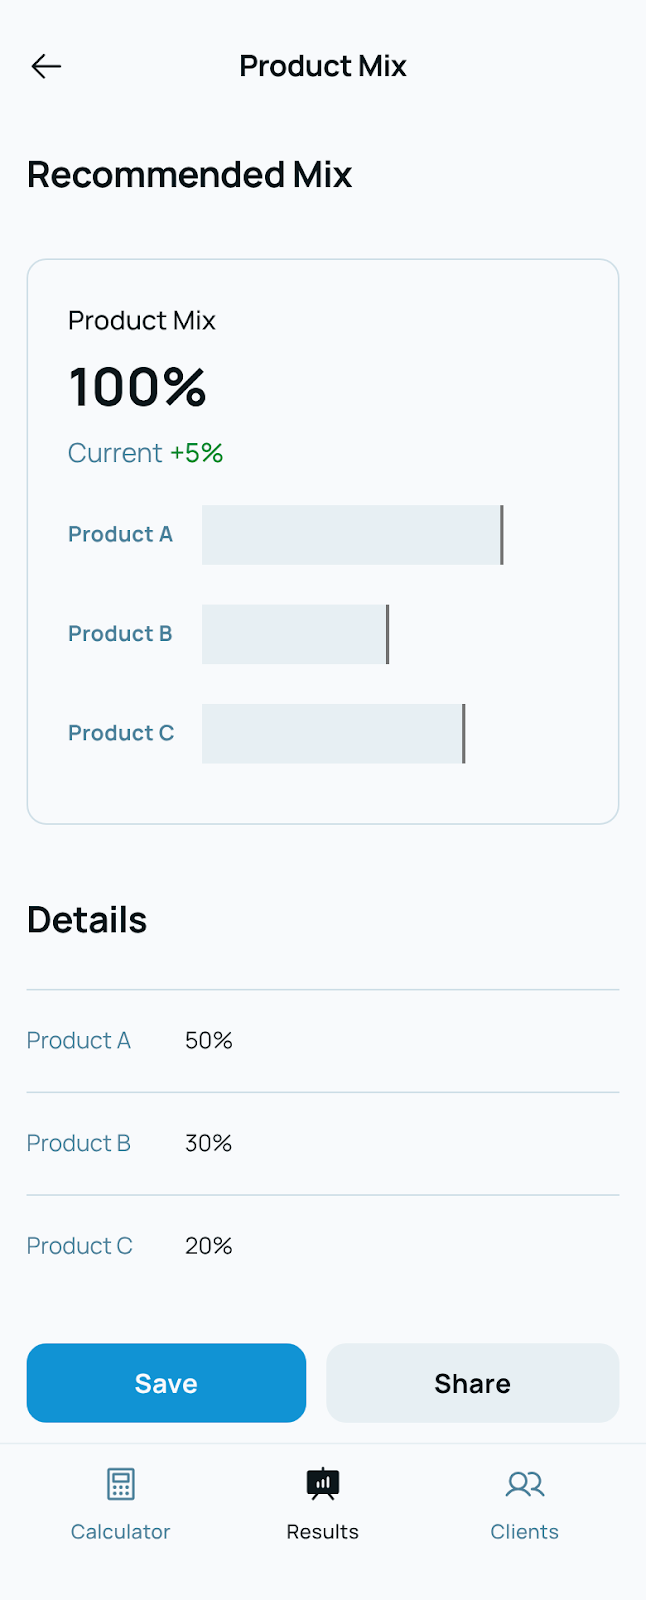 Product Mix
Recommended Mix
Product Mix
100%
Current +5%
Product A
Product B
Product C
Details
Product A 50%
Product B 30%
Product C 20%
Save Share
Calculator Results Clients